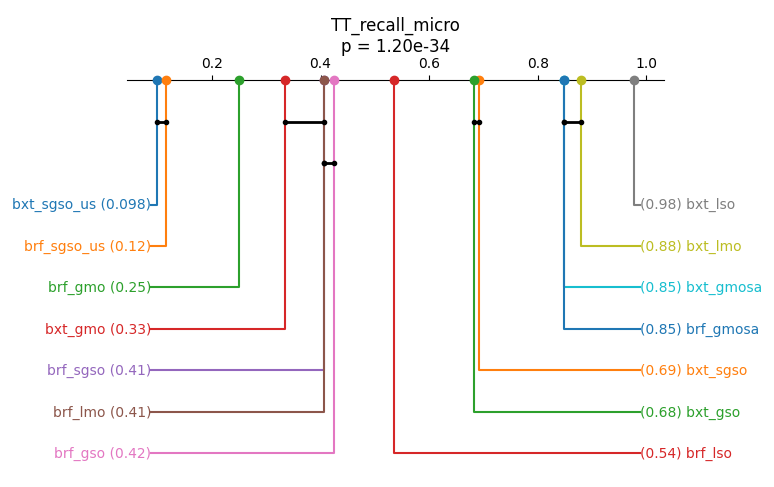 TT_recall_micro
p = 1.20e-34
0.2 0.4 0.6 0.8 1.0
bxt_sgso_us (0.098) (0.98) bxt_lso
brf_sgso_us (0.12) (0.88) bxt_lmo
brf_gmo (0.25) (0.85) bxt_gmosa
bxt_gmo (0.33) (0.85) brf_gmosa
brf_sgso (0.41) (0.69) bxt_sgso
brf_lmo (0.41) (0.68) bxt_gso
brf_gso (0.42) (0.54) brf_lso